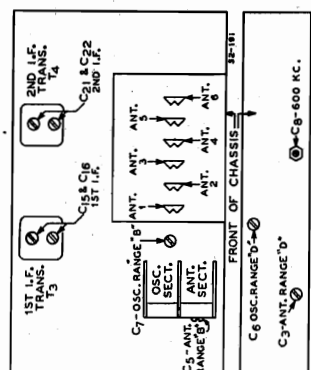 2ND I.F.
TRANS.
T4
C21 & C22
2ND I.F.
1ST I.F.
TRANS.
T3
C15 & C16
1ST I.F.
ANT.
1
ANT.
2
ANT.
3
ANT.
4
ANT.
5
ANT.
6
C7-OSC. RANGE "B"
OSC.
SECT.
ANT.
SECT.
C5-ANT.
RANGE "B"
32-191
FRONT OF CHASSIS
C8-600 KC.
C6 OSC. RANGE "D"
C3-ANT. RANGE "D"